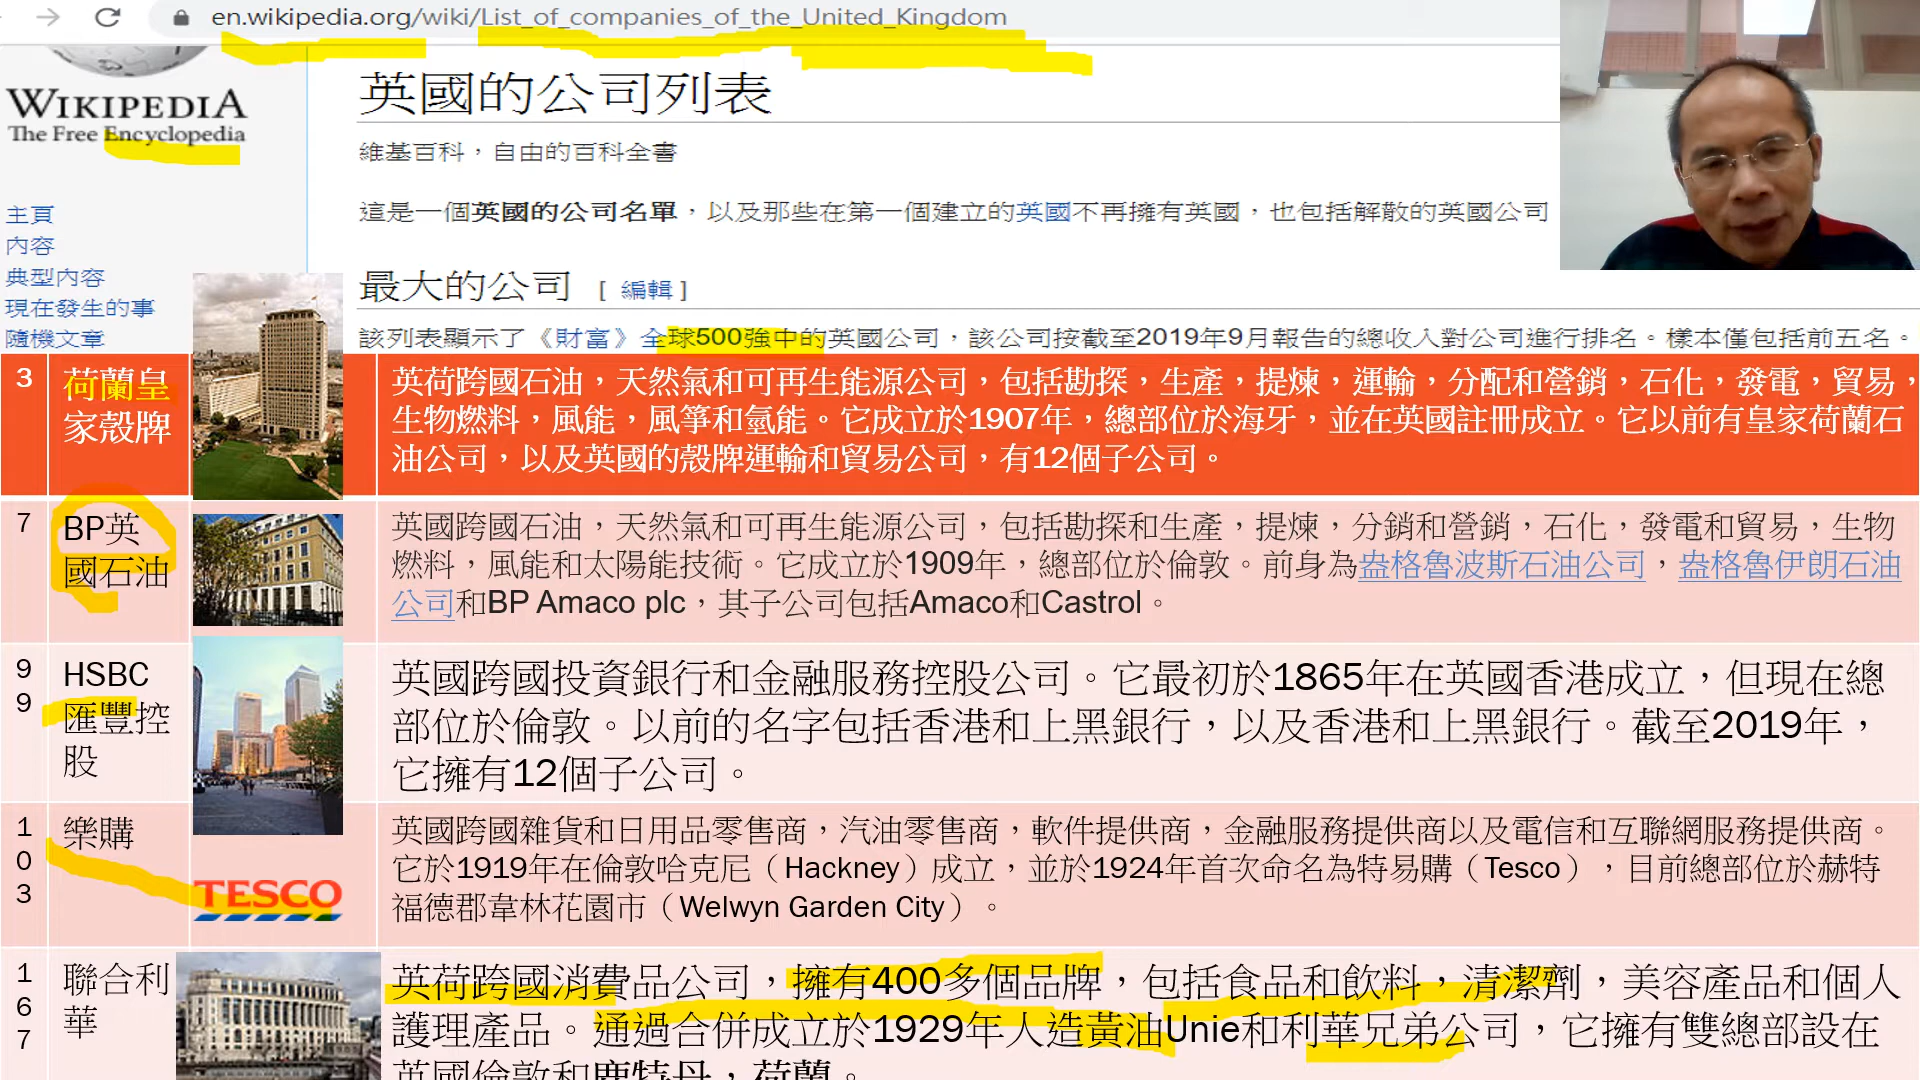 en.wikipedia.org/wiki/List_of_companies_of_the_United_Kingdom
WIKIPEDIA
The Free Encyclopedia
主頁
內容
典型內容
現在發生的事
隨機文章
英國的公司列表
維基百科，自由的百科全書
這是一個英國的公司名單，以及那些在第一個建立的英國不再擁有英國，也包括解散的英國公司
最大的公司 [ 編輯 ]
該列表顯示了《財富》全球500強中的英國公司，該公司按截至2019年9月報告的總收入對公司進行排名。樣本僅包括前五名。
3
荷蘭皇
家殼牌
英荷跨國石油，天然氣和可再生能源公司，包括勘探，生產，提煉，運輸，分配和營銷，石化，發電，貿易，
生物燃料，風能，風箏和氫能。它成立於1907年，總部位於海牙，並在英國註冊成立。它以前有皇家荷蘭石
油公司，以及英國的殼牌運輸和貿易公司，有12個子公司。
7
BP英
國石油
英國跨國石油，天然氣和可再生能源公司，包括勘探和生產，提煉，分銷和營銷，石化，發電和貿易，生物
燃料，風能和太陽能技術。它成立於1909年，總部位於倫敦。前身為盎格魯波斯石油公司，盎格魯伊朗石油
公司和BP Amaco plc，其子公司包括Amaco和Castrol。
9
9
HSBC
匯豐控
股
英國跨國投資銀行和金融服務控股公司。它最初於1865年在英國香港成立，但現在總
部位於倫敦。以前的名字包括香港和上黑銀行，以及香港和上黑銀行。截至2019年，
它擁有12個子公司。
1
0
3
樂購
TESCO
英國跨國雜貨和日用品零售商，汽油零售商，軟件提供商，金融服務提供商以及電信和互聯網服務提供商。
它於1919年在倫敦哈克尼（Hackney）成立，並於1924年首次命名為特易購（Tesco），目前總部位於赫特
福德郡韋林花園市（Welwyn Garden City）。
1
6
7
聯合利
華
英荷跨國消費品公司，擁有400多個品牌，包括食品和飲料，清潔劑，美容產品和個人
護理產品。通過合併成立於1929年人造黃油Unie和利華兄弟公司，它擁有雙總部設在
英國倫敦和鹿特丹，荷蘭。